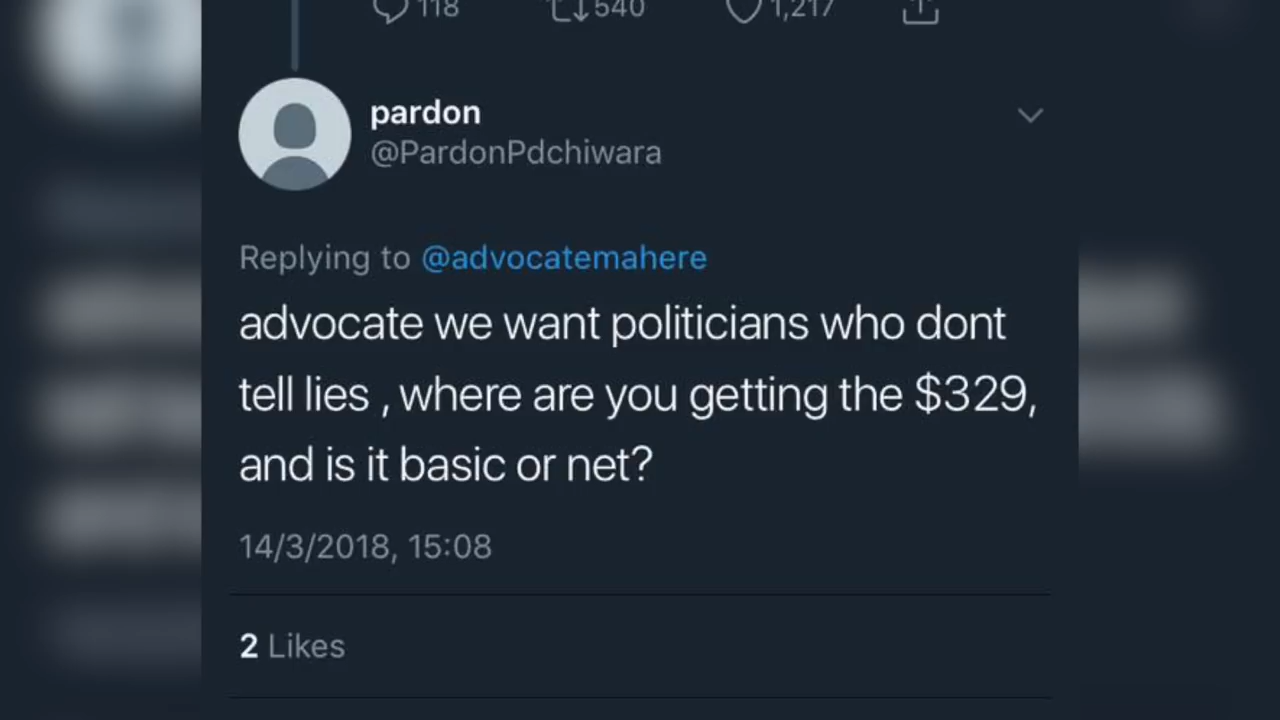 118 540 1,217
pardon
@PardonPdchiwara
Replying to @advocatemahere
advocate we want politicians who dont
tell lies , where are you getting the $329,
and is it basic or net?
14/3/2018, 15:08
2 Likes